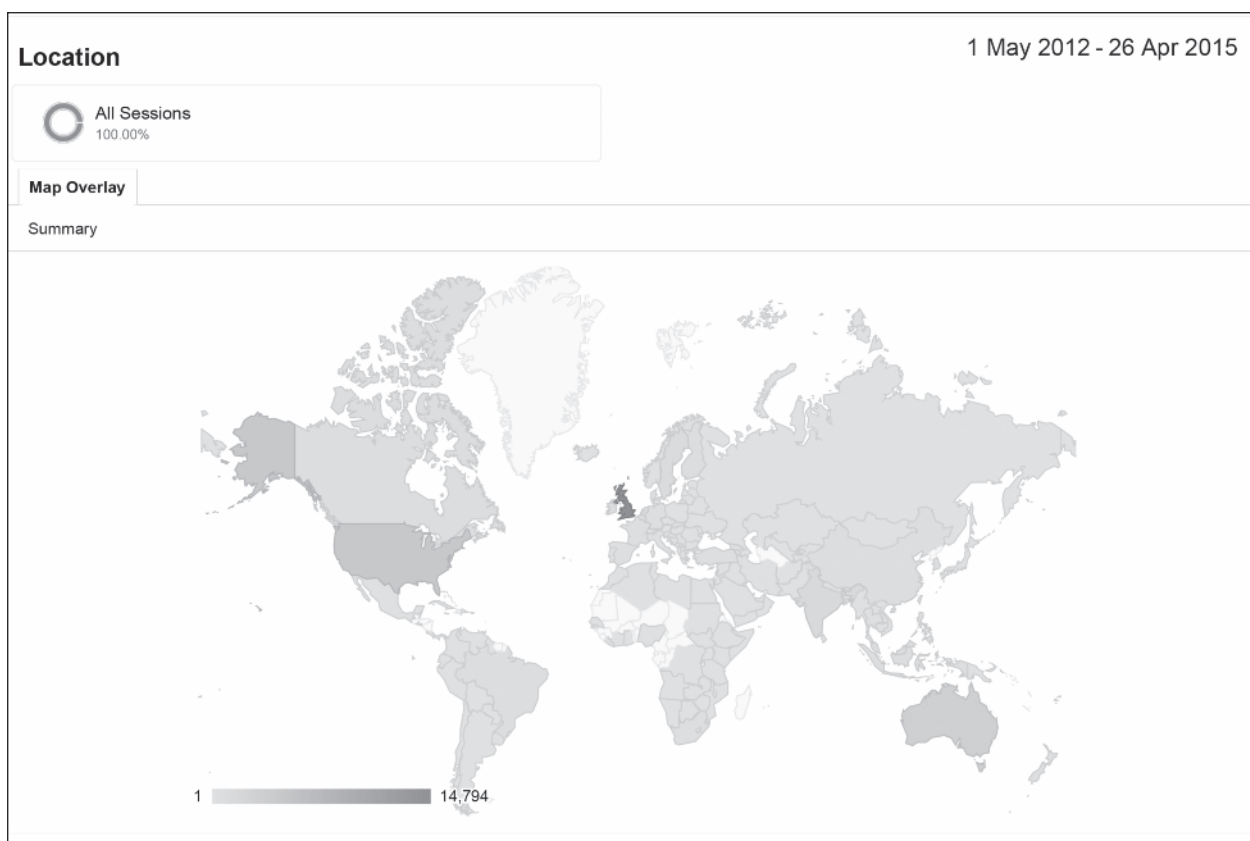 Location
1 May 2012 - 26 Apr 2015
All Sessions
100.00%
Map Overlay
Summary
1
14,794